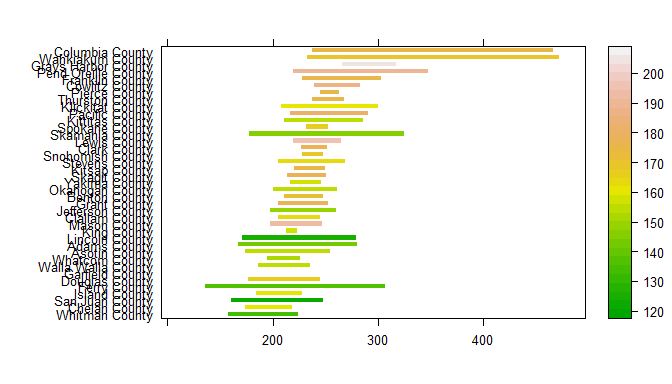 Columbia County
Wahkiakum County
Grays Harbor County
Pend Oreille County
Franklin County
Cowlitz County
Pierce County
Thurston County
Klickitat County
Pacific County
Kittitas County
Spokane County
Skamania County
Lewis County
Clark County
Snohomish County
Stevens County
Kitsap County
Skagit County
Yakima County
Okanogan County
Benton County
Grant County
Jefferson County
Clallam County
Mason County
King County
Lincoln County
Adams County
Asotin County
Whatcom County
Walla Walla County
Garfield County
Douglas County
Ferry County
Island County
San Juan County
Chelan County
Whitman County
200
300
400
200
190
180
170
160
150
140
130
120